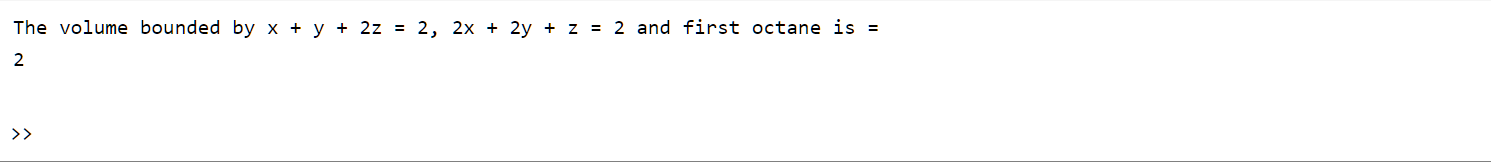 The volume bounded by x + y + 2z = 2, 2x + 2y + z = 2 and first octane is =
2
>>